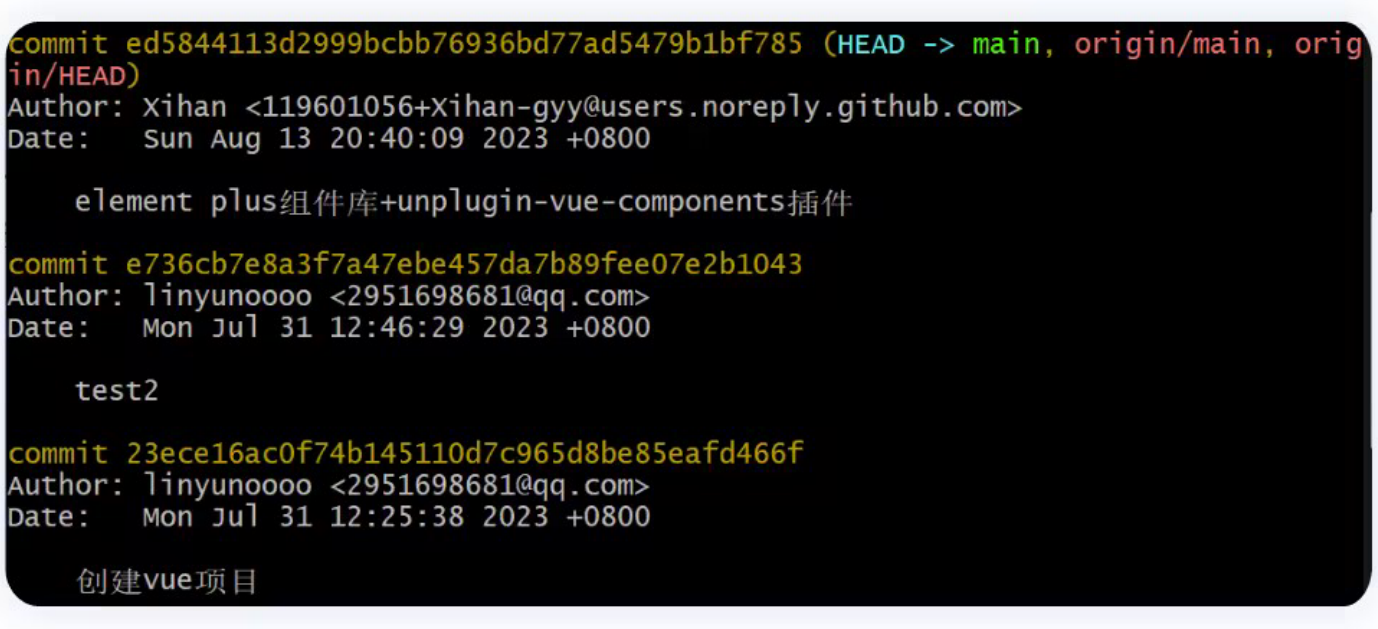 commit ed5844113d2999bcbb76936bd77ad5479b1bf785 (HEAD -> main, origin/main, orig
in/HEAD)
Author: Xihan <119601056+Xihan-gyy@users.noreply.github.com>
Date:   Sun Aug 13 20:40:09 2023 +0800
element plus组件库+unplugin-vue-components插件
commit e736cb7e8a3f7a47ebe457da7b89fee07e2b1043
Author: linyunoooo <2951698681@qq.com>
Date:   Mon Jul 31 12:46:29 2023 +0800
test2
commit 23ece16ac0f74b145110d7c965d8be85eafd466f
Author: linyunoooo <2951698681@qq.com>
Date:   Mon Jul 31 12:25:38 2023 +0800
创建vue项目